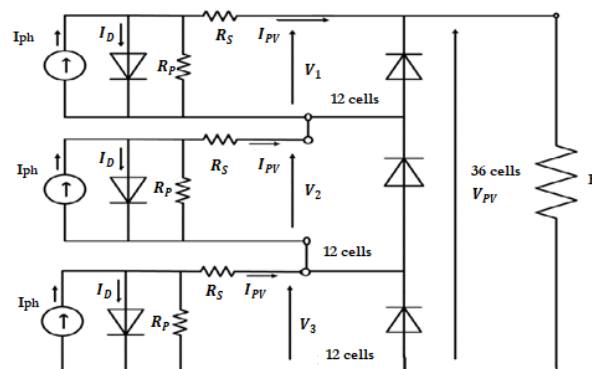 Iph
I_D
R_P
R_S
I_PV
V_1
12 cells
Iph
I_D
R_P
R_S
I_PV
V_2
12 cells
36 cells
V_PV
Iph
I_D
R_P
R_S
I_PV
V_3
12 cells